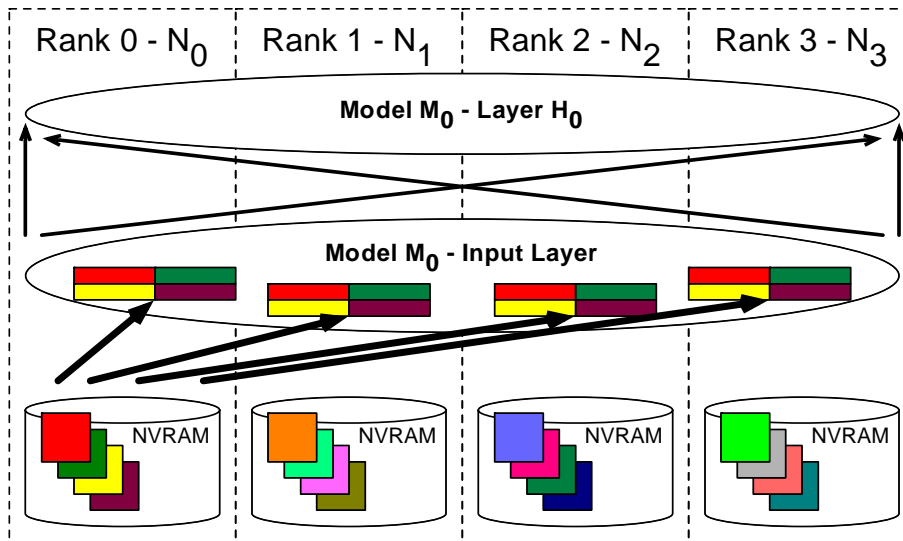 Rank 0 - N0
Rank 1 - N1
Rank 2 - N2
Rank 3 - N3
Model M0 - Layer H0
Model M0 - Input Layer
NVRAM
NVRAM
NVRAM
NVRAM